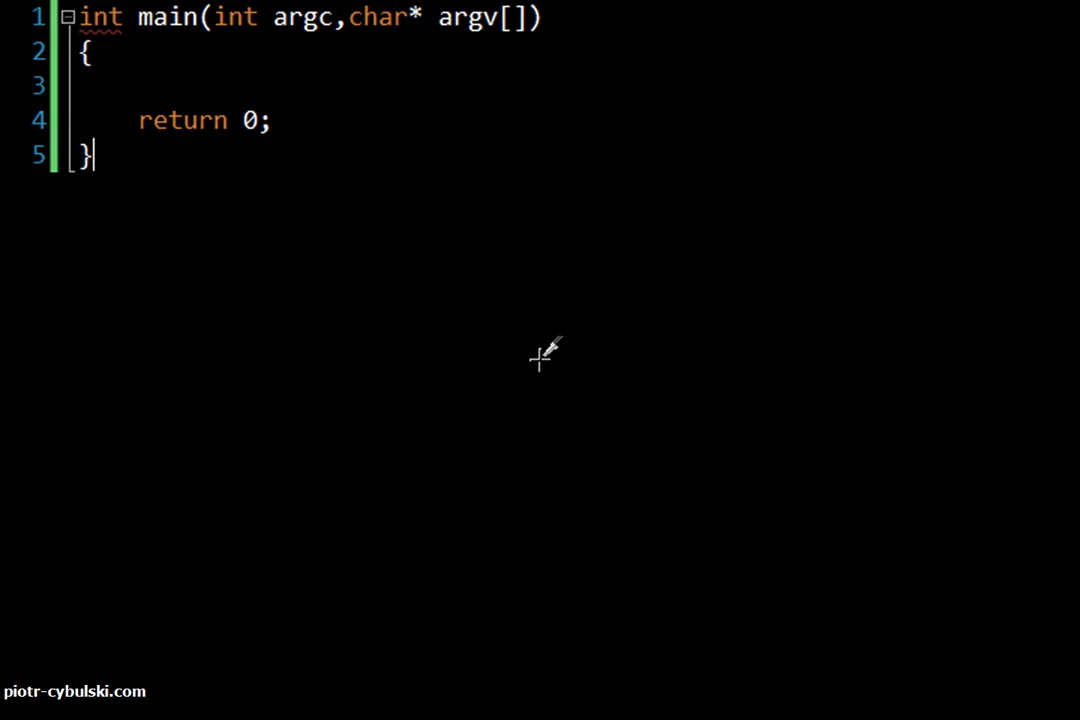 1 int main(int argc,char* argv[])
2 {
3
4 return 0;
5 }
piotr-cybulski.com